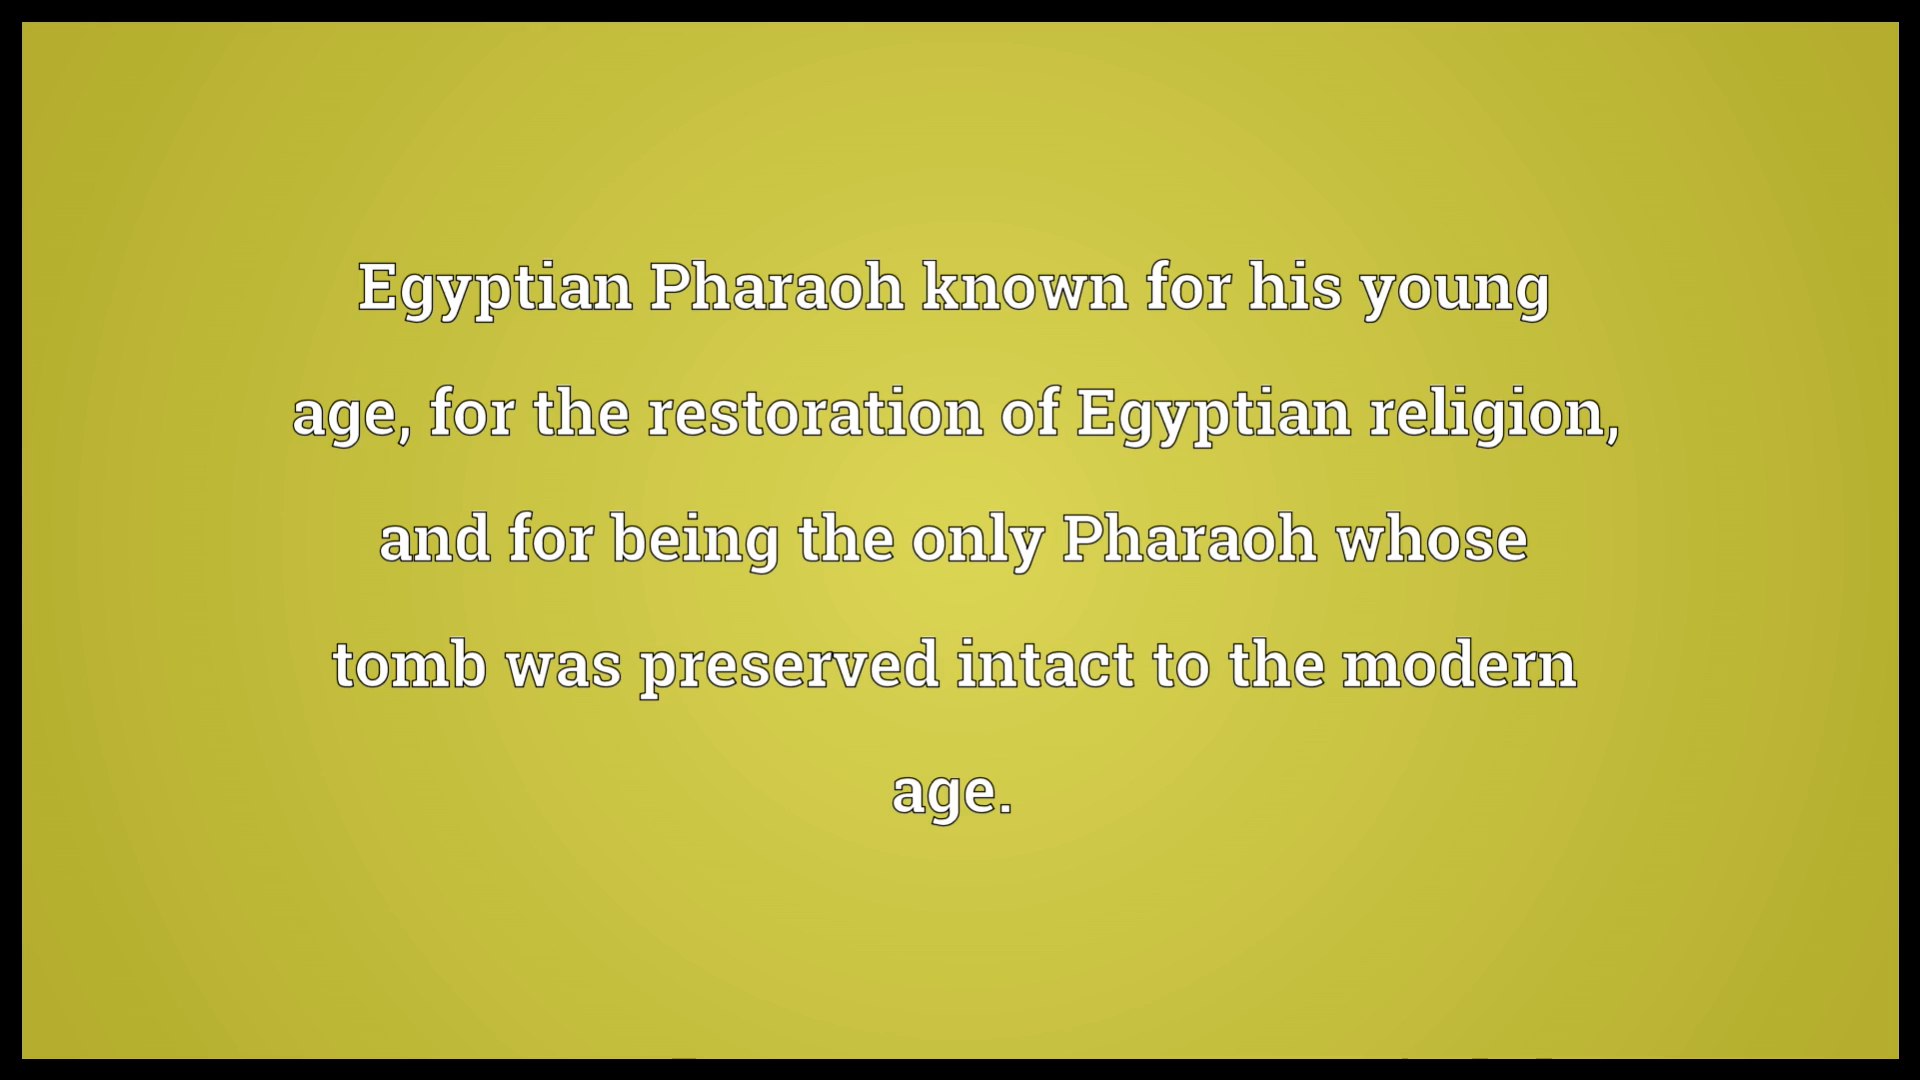 Egyptian Pharaoh known for his young
age, for the restoration of Egyptian religion,
and for being the only Pharaoh whose
tomb was preserved intact to the modern
age.